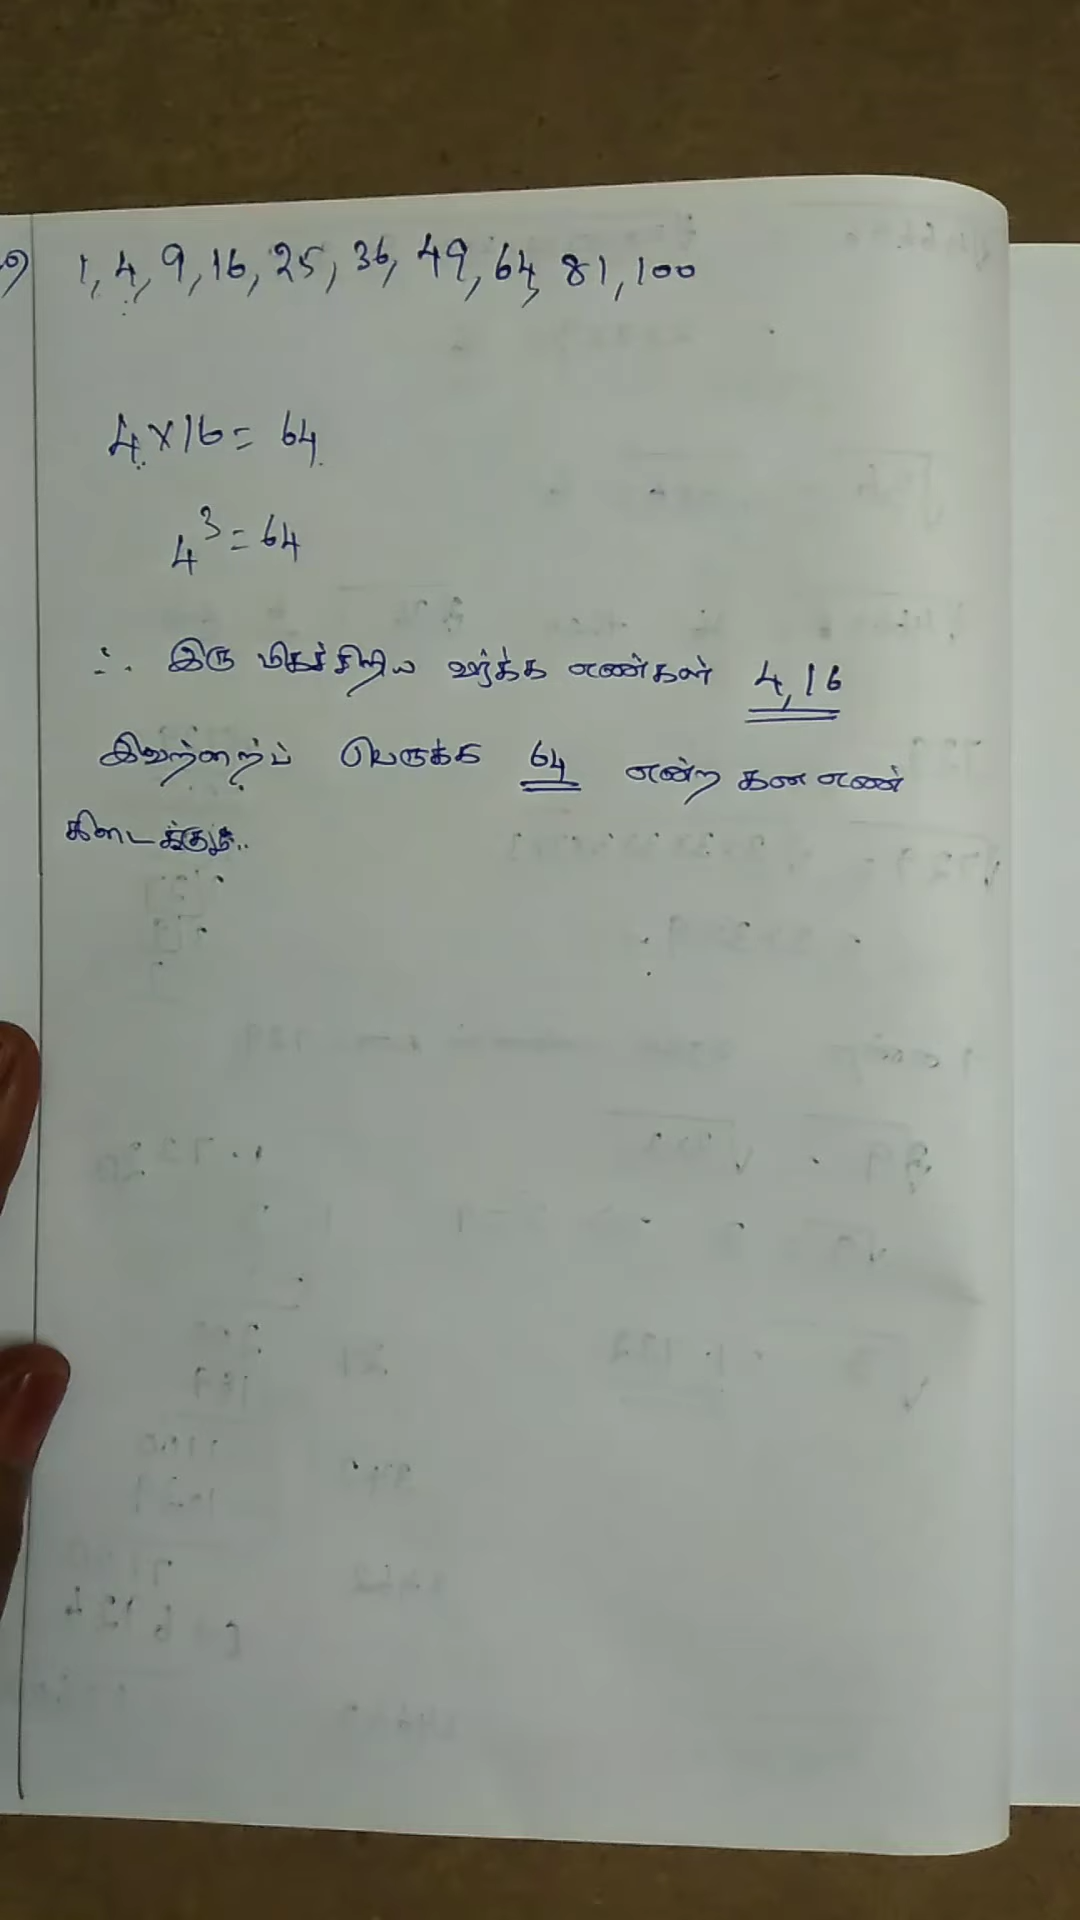 1, 4, 9, 16, 25, 36, 49, 64, 81, 100
4 × 16 = 64
4³ = 64
∴ இரு மிகச்சிறிய வர்க்க எண்கள் 4, 16
இவற்றைப் பெருக்க 64 என்ற கன எண்
கிடைக்கும்.